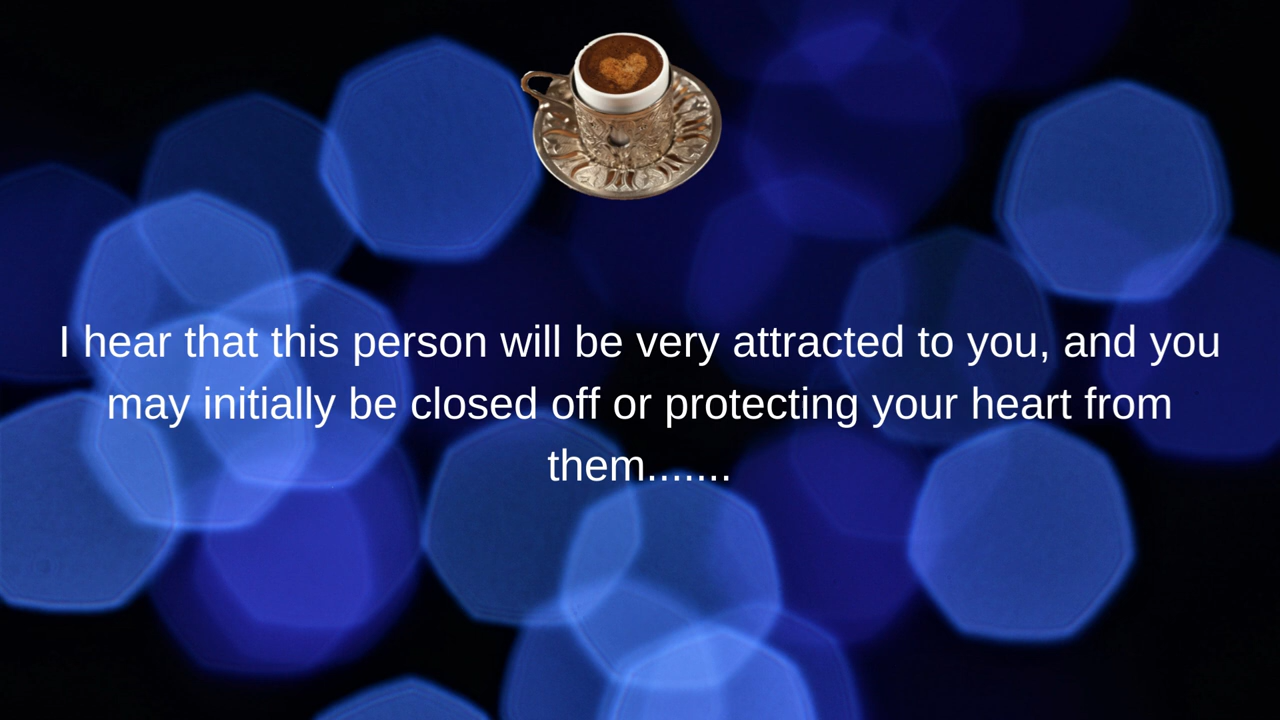 I hear that this person will be very attracted to you, and you
may initially be closed off or protecting your heart from
them.......